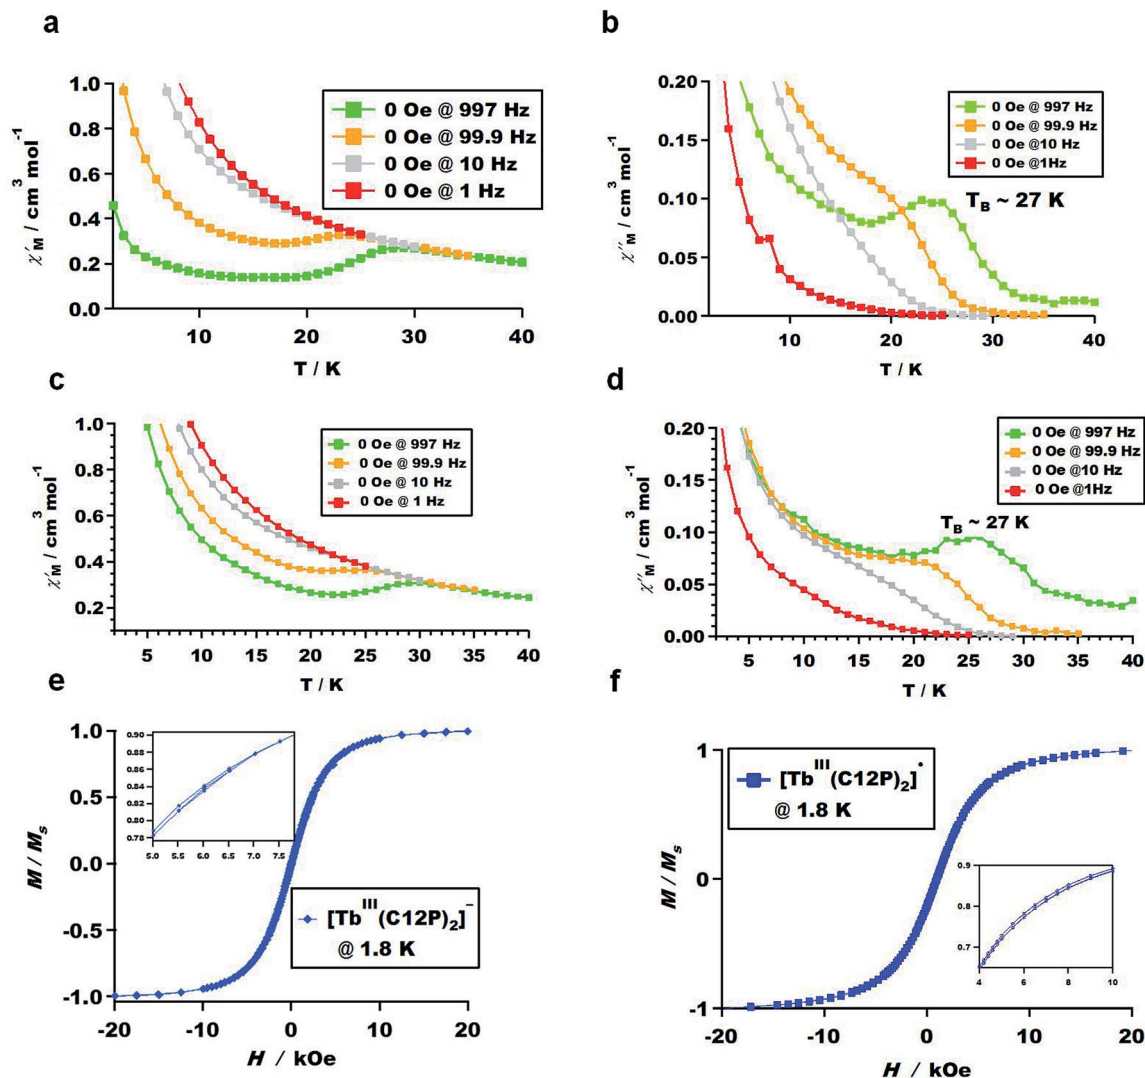 a
χ′M / cm3 mol-1
1.0
0.8
0.6
0.4
0.2
0.0
0 Oe @ 997 Hz
0 Oe @ 99.9 Hz
0 Oe @ 10 Hz
0 Oe @ 1 Hz
10 20 30 40
T / K
b
χ″M / cm3 mol-1
0.20
0.15
0.10
0.05
0.00
0 Oe @ 997 Hz
0 Oe @ 99.9 Hz
0 Oe @10 Hz
0 Oe @1Hz
TB ~ 27 K
10 20 30 40
T / K
c
χ′M / cm3 mol-1
1.0
0.8
0.6
0.4
0.2
0 Oe @ 997 Hz
0 Oe @ 99.9 Hz
0 Oe @ 10 Hz
0 Oe @ 1 Hz
5 10 15 20 25 30 35 40
T / K
d
χ″M / cm3 mol-1
0.20
0.15
0.10
0.05
0.00
0 Oe @ 997 Hz
0 Oe @ 99.9 Hz
0 Oe @10 Hz
0 Oe @1Hz
TB ~ 27 K
5 10 15 20 25 30 35 40
T / K
e
M / Ms
1.0
0.5
0.0
-0.5
-1.0
0.90
0.88
0.86
0.84
0.82
0.80
0.78
5.0 5.5 6.0 6.5 7.0 7.5
[TbIII(C12P)2]–
@ 1.8 K
-20 -10 0 10 20
H / kOe
f
M / Ms
1
0
-1
[TbIII(C12P)2]•
@ 1.8 K
0.9
0.8
0.7
4 6 8 10
-20 -10 0 10 20
H / kOe